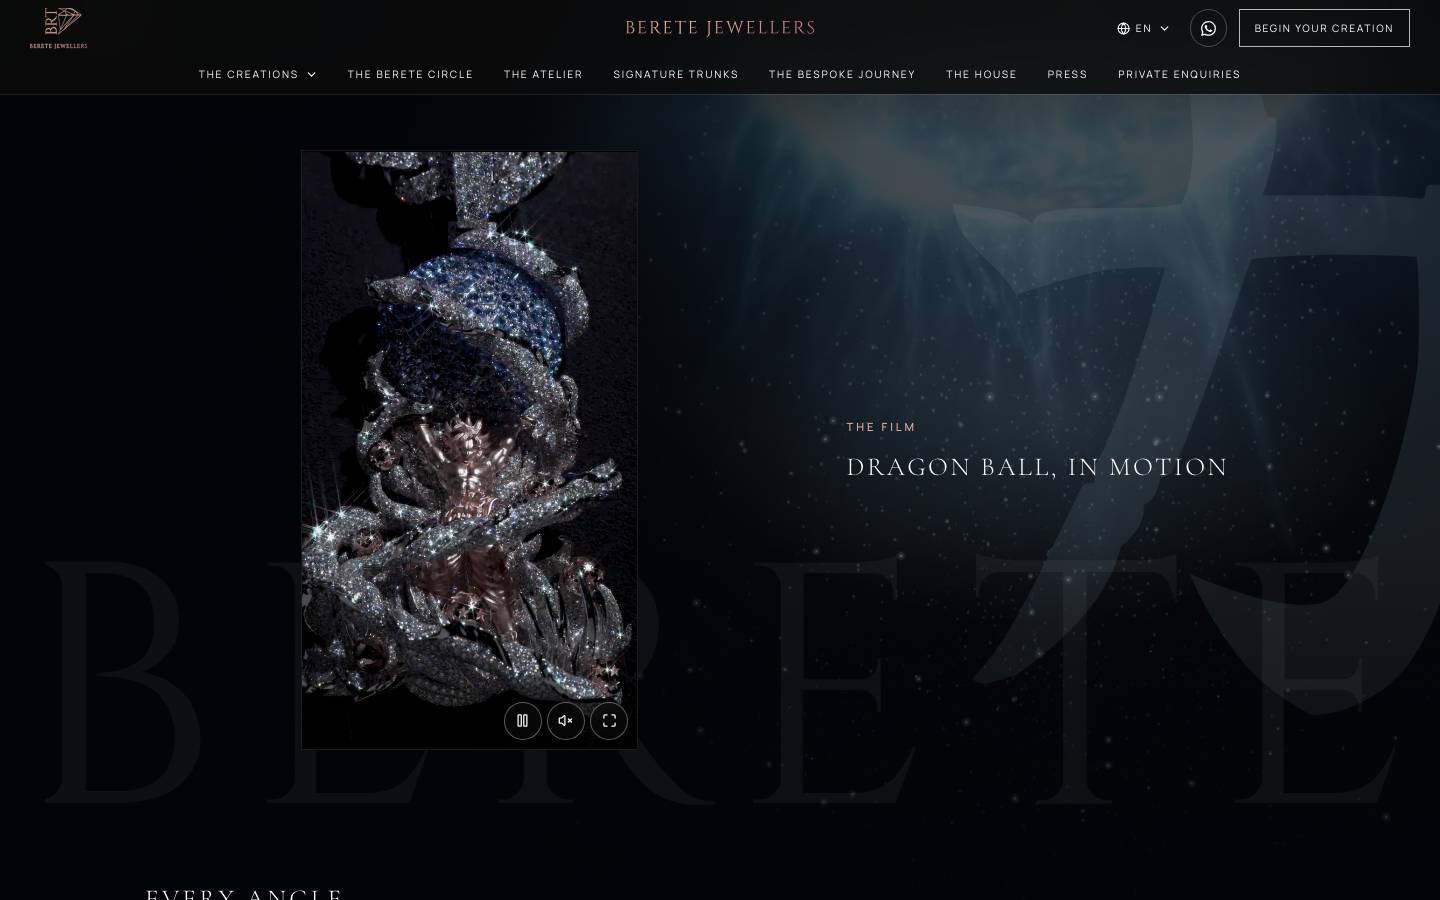 BRT
BERETE JEWELLERS
BERETE JEWELLERS
EN
BEGIN YOUR CREATION
THE CREATIONS
THE BERETE CIRCLE
THE ATELIER
SIGNATURE TRUNKS
THE BESPOKE JOURNEY
THE HOUSE
PRESS
PRIVATE ENQUIRIES
THE FILM
DRAGON BALL, IN MOTION
BERETE
EVERY ANGLE